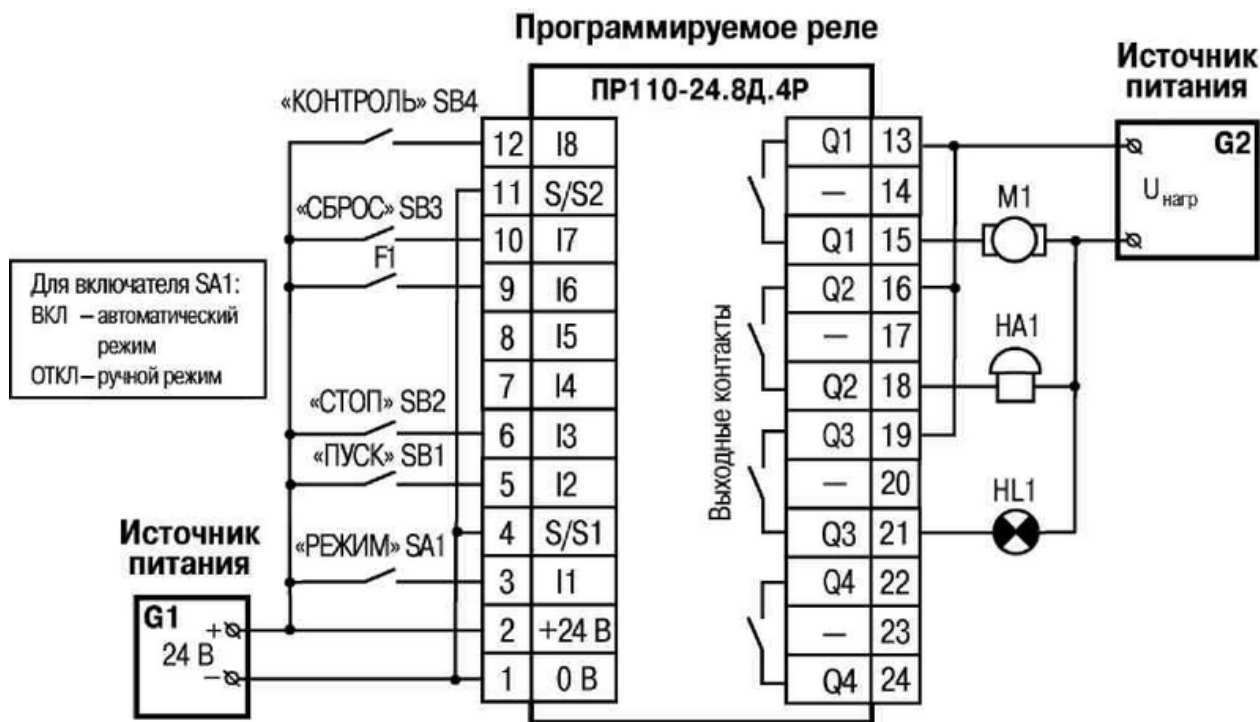 Программируемое реле
ПР110-24.8Д.4Р
Источник
питания
G2
U нагр
«КОНТРОЛЬ» SB4
12 I8
11 S/S2
«СБРОС» SB3
10 I7
F1
9 I6
8 I5
7 I4
«СТОП» SB2
6 I3
«ПУСК» SB1
5 I2
4 S/S1
«РЕЖИМ» SA1
3 I1
2 +24 В
1 0 В
Для включателя SA1:
ВКЛ – автоматический
режим
ОТКЛ – ручной режим
Источник
питания
G1
+
24 В
–
Выходные контакты
Q1 13
– 14
Q1 15
Q2 16
– 17
Q2 18
Q3 19
– 20
Q3 21
Q4 22
– 23
Q4 24
M1
HA1
HL1